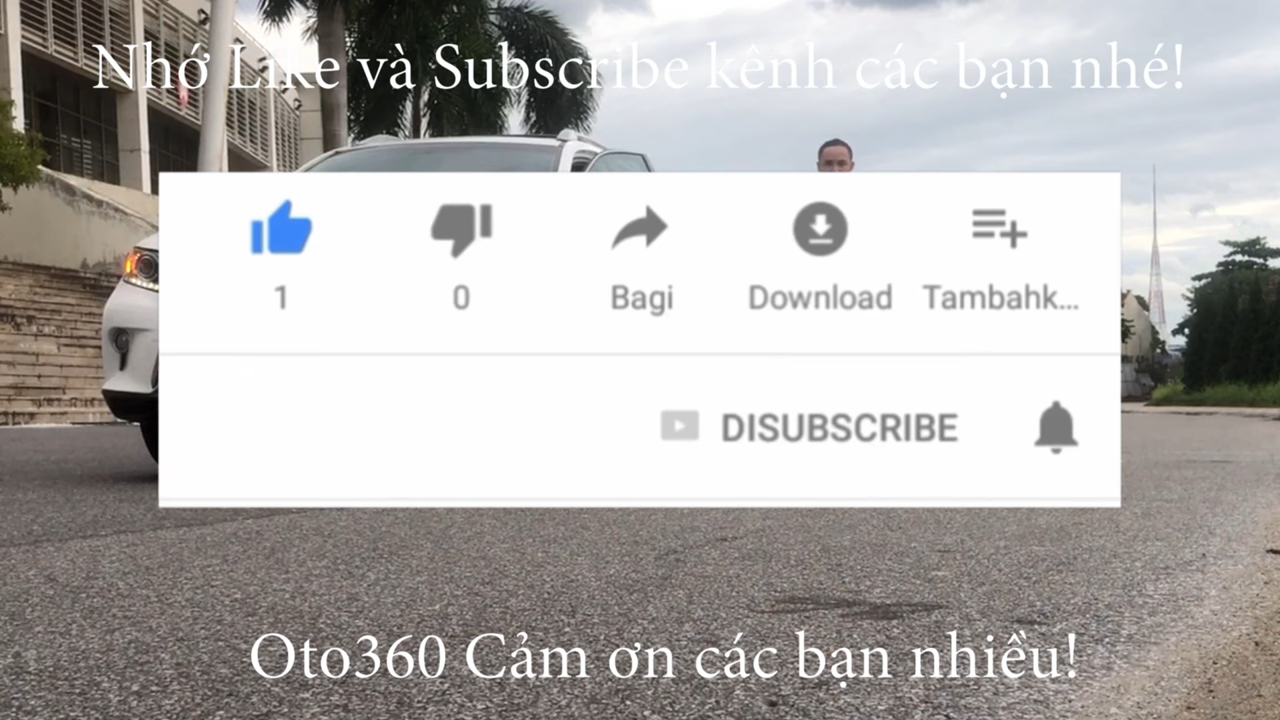 Nhớ Like và Subscribe kênh các bạn nhé!
1 0 Bagi Download Tambahk...
DISUBSCRIBE
Oto360 Cảm ơn các bạn nhiều!